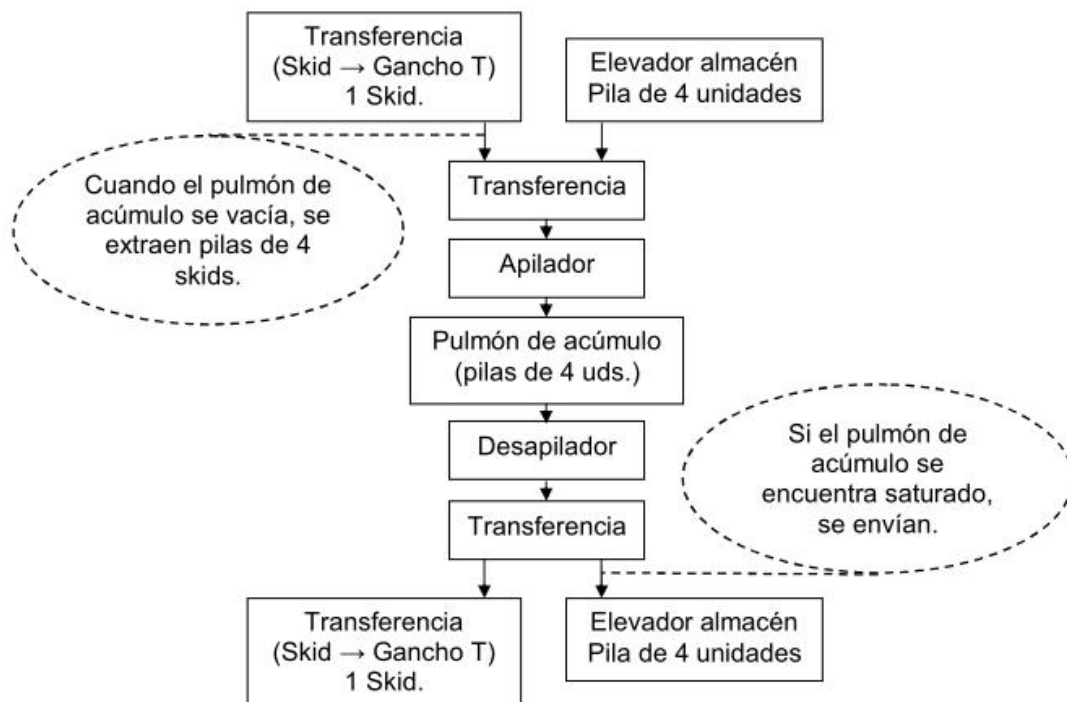 Transferencia
(Skid → Gancho T)
1 Skid.
Elevador almacén
Pila de 4 unidades
Cuando el pulmón de
acúmulo se vacía, se
extraen pilas de 4
skids.
Transferencia
Apilador
Pulmón de acúmulo
(pilas de 4 uds.)
Desapilador
Si el pulmón de
acúmulo se
encuentra saturado,
se envían.
Transferencia
Transferencia
(Skid → Gancho T)
1 Skid.
Elevador almacén
Pila de 4 unidades